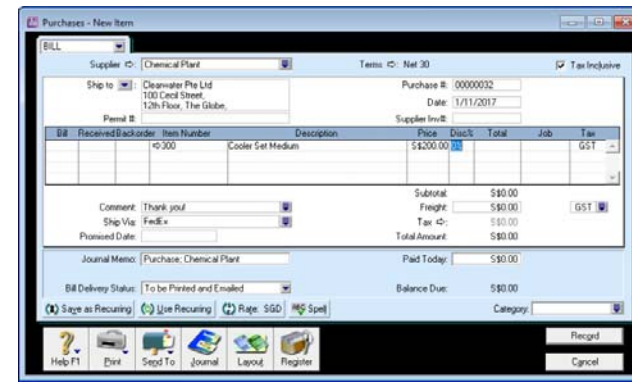 Purchases - New Item
BILL
Supplier ⇨: Chemical Plant Terms ⇨: Net 30 Tax Inclusive
Ship to : Clearwater Pte Ltd Purchase #: 00000032
100 Cecil Street,
12th Floor, The Globe, Date: 1/11/2017
Permit #: Supplier Inv#:
Bill Received Backorder Item Number Description Price Disc% Total Job Tax
⇨300 Cooler Set Medium S$200.00 0% GST
Subtotal: S$0.00
Comment: Thank you! Freight: S$0.00 GST
Ship Via: FedEx Tax ⇨: S$0.00
Promised Date: Total Amount: S$0.00
Journal Memo: Purchase; Chemical Plant Paid Today: S$0.00
Bill Delivery Status: To be Printed and Emailed Balance Due: S$0.00
Save as Recurring Use Recurring Rate: SGD ABC Spell Category:
Help F1 Print Send To Journal Layout Register
Record
Cancel